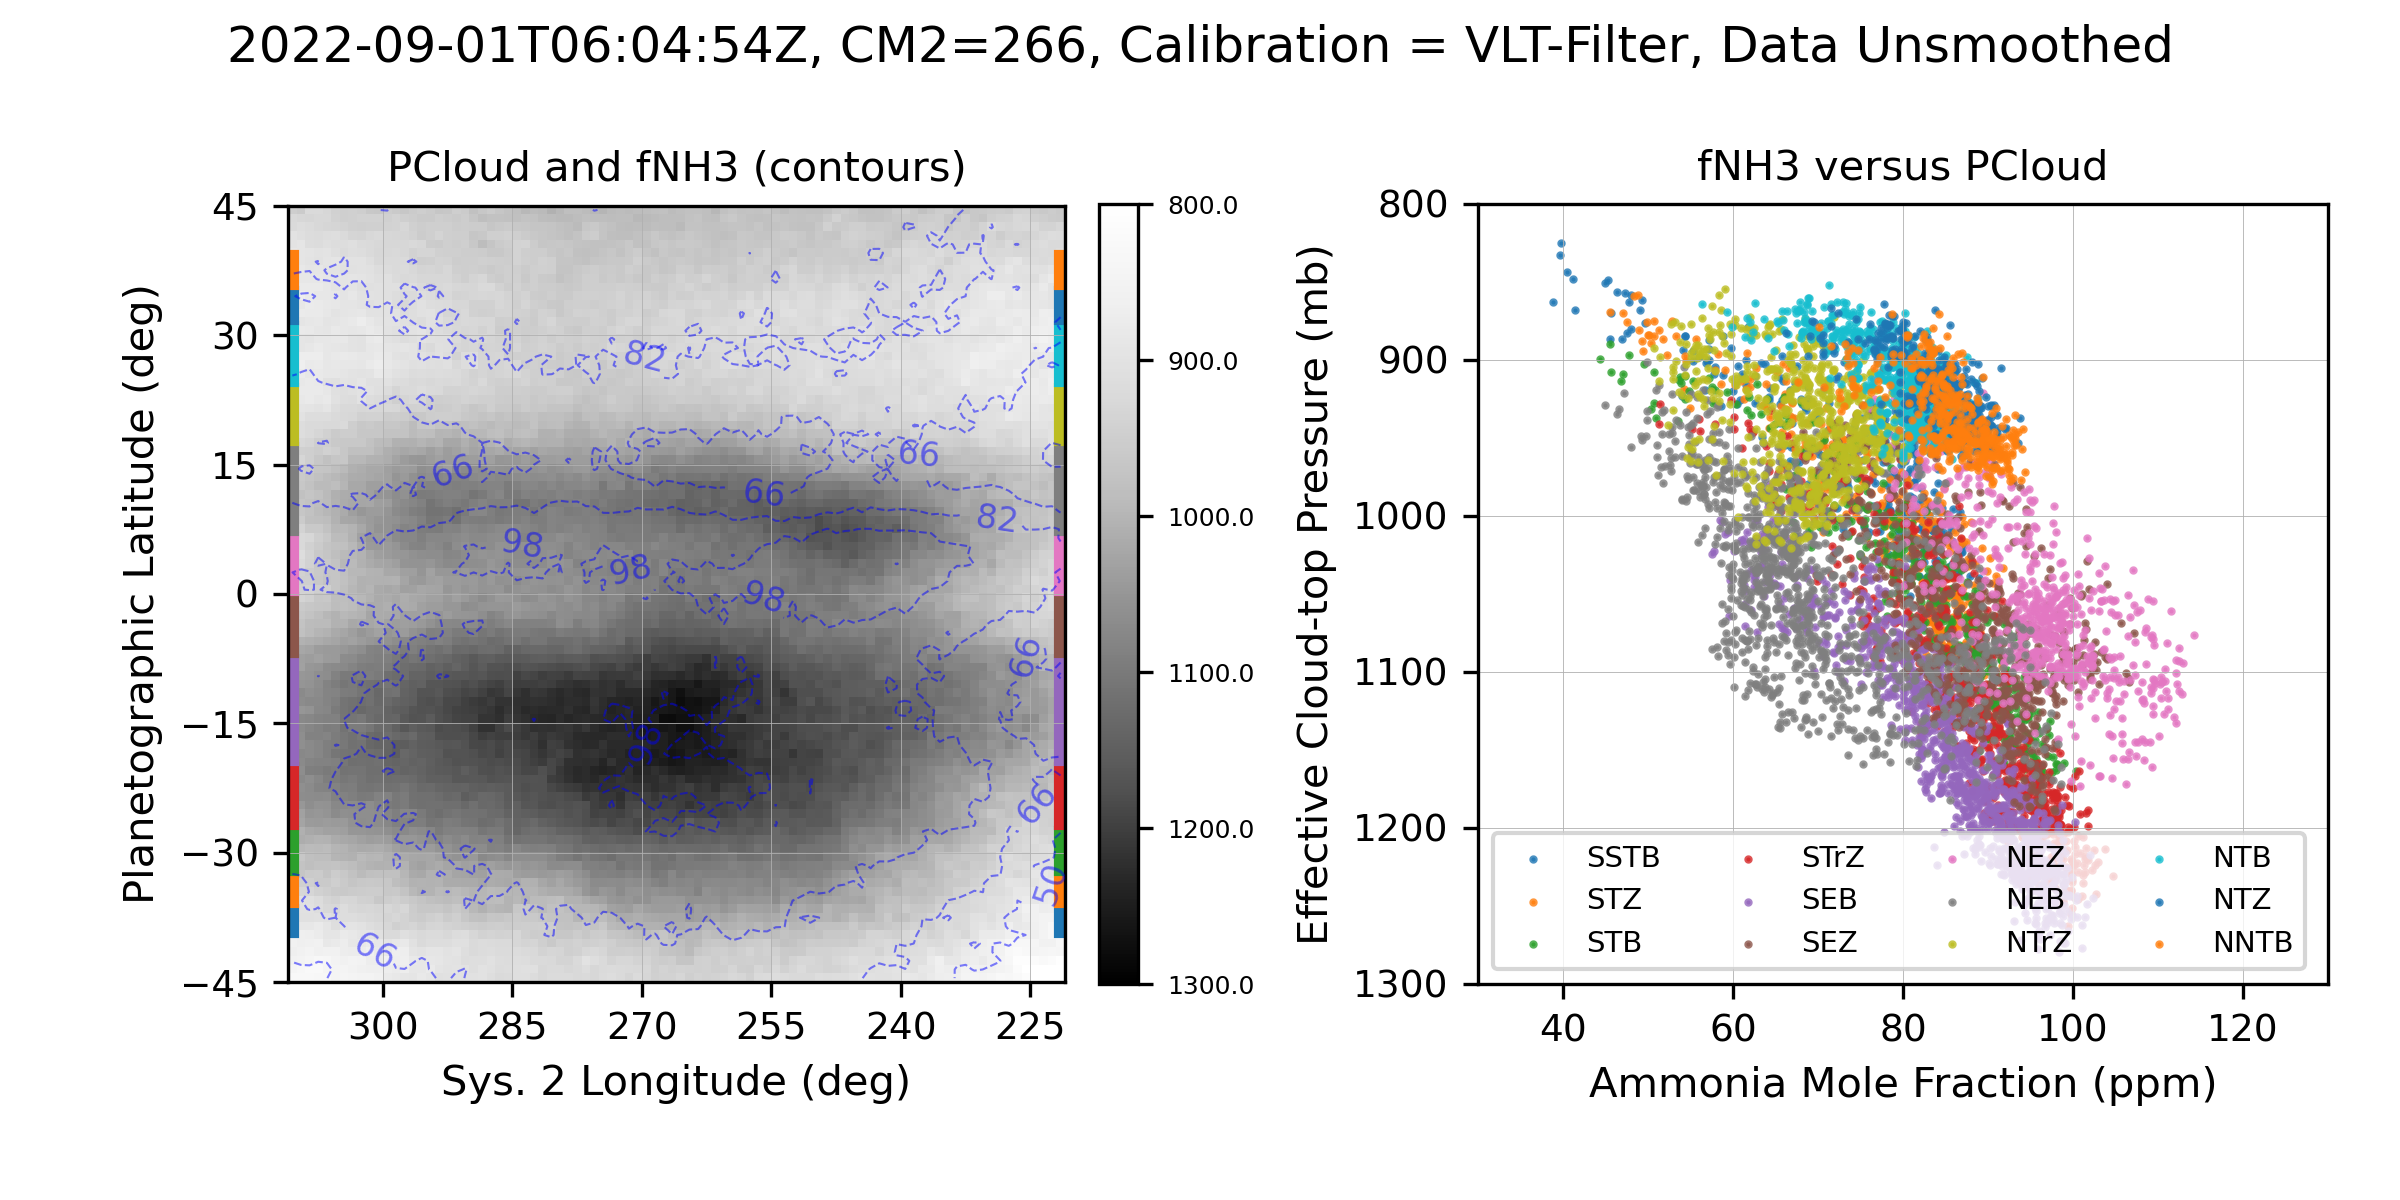 2022-09-01T06:04:54Z, CM2=266, Calibration = VLT-Filter, Data Unsmoothed
PCloud and fNH3 (contours)
Planetographic Latitude (deg)
45
30
15
0
−15
−30
−45
82
66
66
66
82
98
98
98
66
98
66
50
66
300
285
270
255
240
225
Sys. 2 Longitude (deg)
800.0
900.0
1000.0
1100.0
1200.0
1300.0
fNH3 versus PCloud
Effective Cloud-top Pressure (mb)
800
900
1000
1100
1200
1300
SSTB
STZ
STB
STrZ
SEB
SEZ
NEZ
NEB
NTrZ
NTB
NTZ
NNTB
40
60
80
100
120
Ammonia Mole Fraction (ppm)